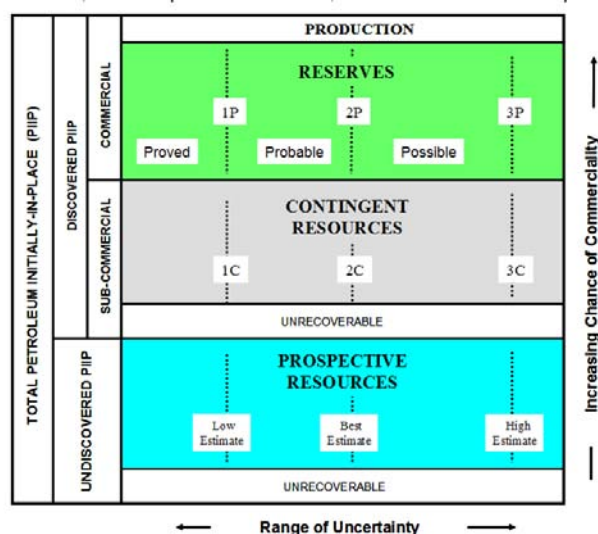 PRODUCTION
RESERVES
1P
2P
3P
Proved
Probable
Possible
CONTINGENT
RESOURCES
1C
2C
3C
UNRECOVERABLE
PROSPECTIVE
RESOURCES
Low
Estimate
Best
Estimate
High
Estimate
UNRECOVERABLE
TOTAL PETROLEUM INITIALLY-IN-PLACE (PIIP)
DISCOVERED PIIP
UNDISCOVERED PIIP
COMMERCIAL
SUB-COMMERCIAL
Increasing Chance of Commerciality
Range of Uncertainty